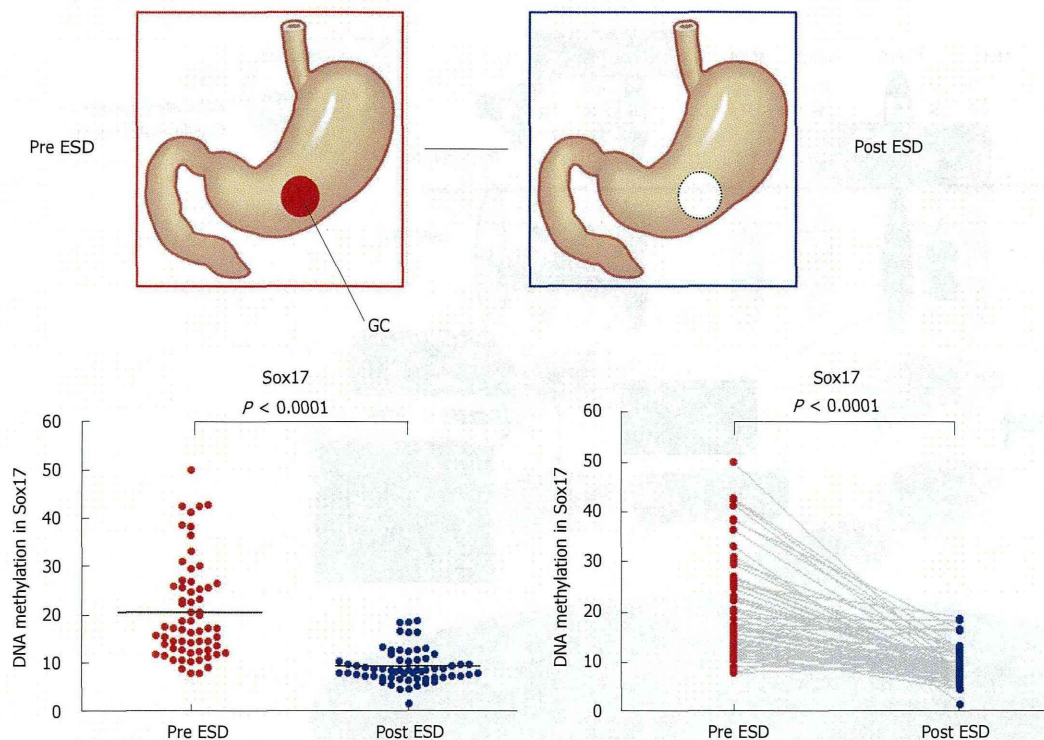 Pre ESD
Post ESD
GC
Sox17
P < 0.0001
60
50
40
30
20
10
0
DNA methylation in Sox17
Pre ESD
Post ESD
Sox17
P < 0.0001
60
50
40
30
20
10
0
DNA methylation in Sox17
Pre ESD
Post ESD